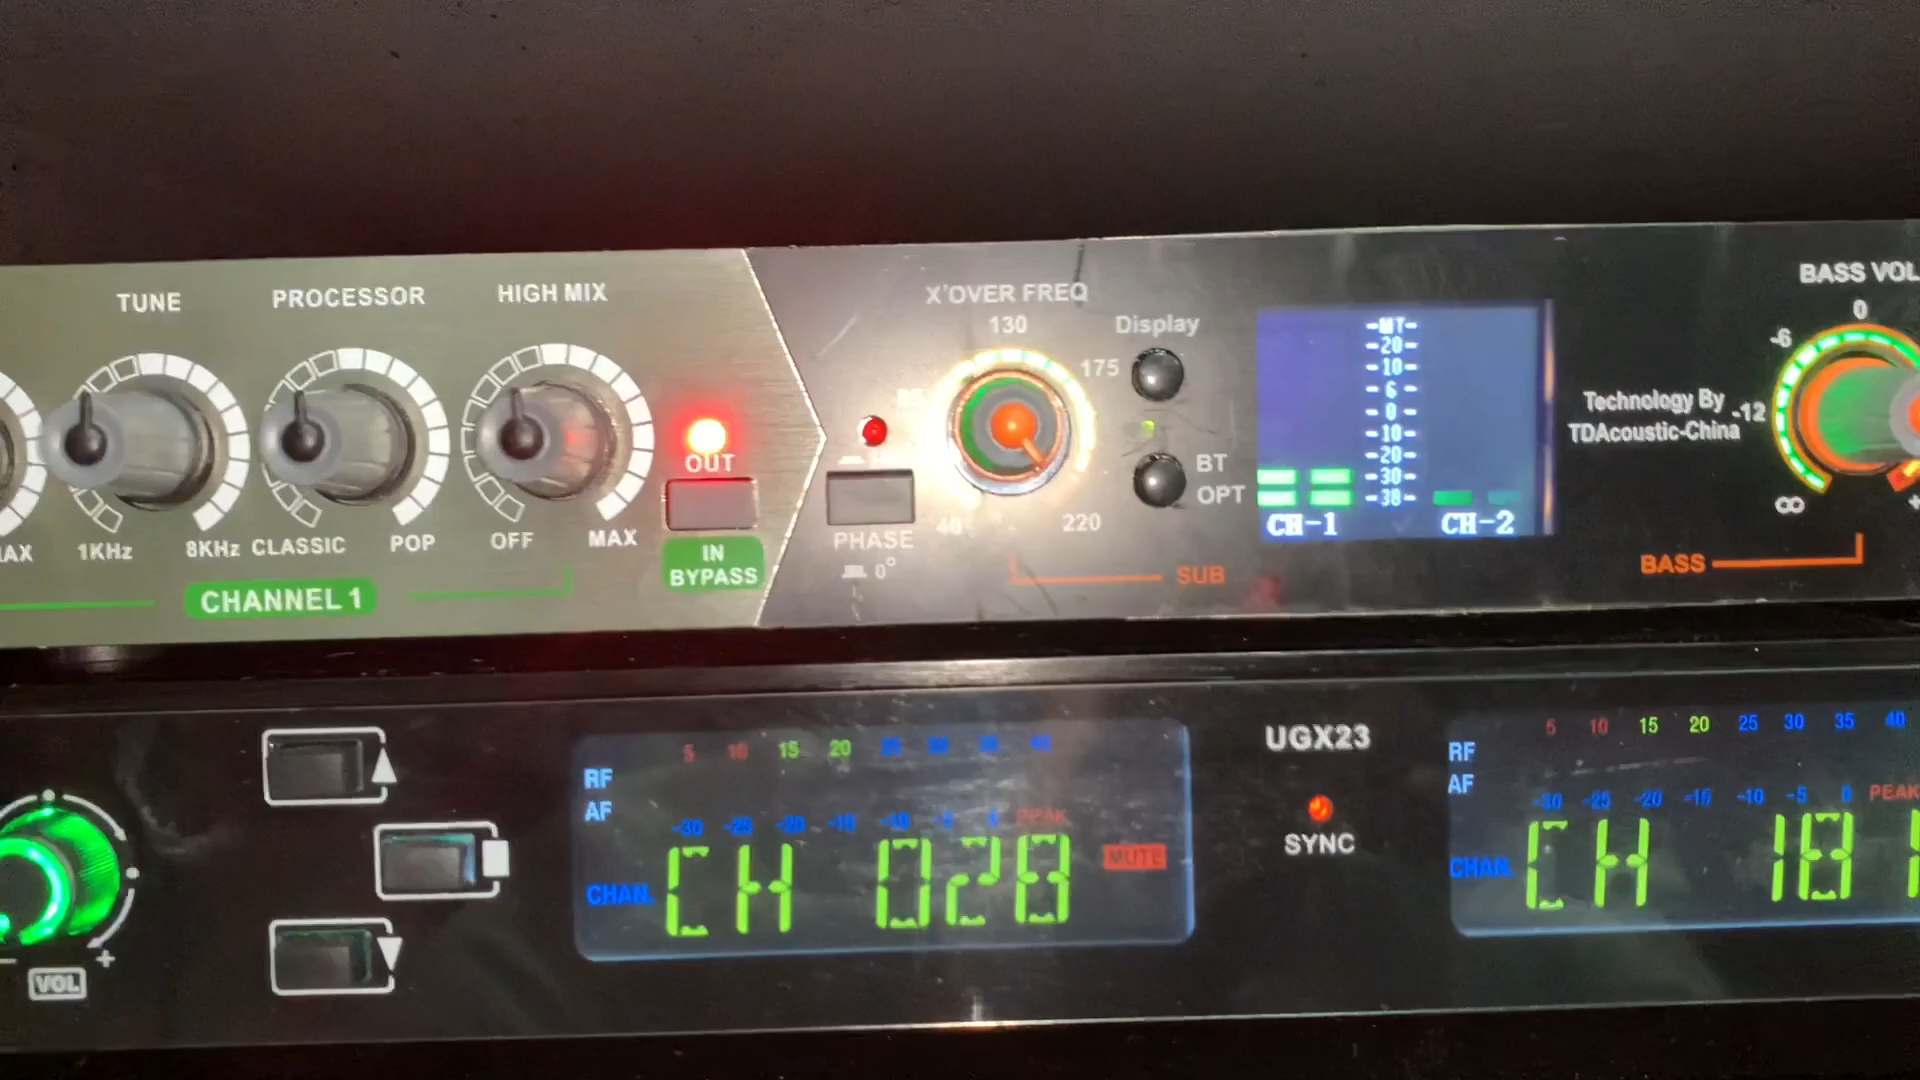 TUNE
PROCESSOR
HIGH MIX
1KHz
8KHz
CLASSIC
POP
OFF
MAX
CHANNEL 1
OUT
IN
BYPASS
X'OVER FREQ
130
175
40
220
PHASE
0°
SUB
Display
BT
OPT
-MT-
-20-
-10-
-6-
-0-
-10-
-20-
-30-
-38-
CH-1
CH-2
Technology By
TDAcoustic-China
BASS VOL
0
-6
-12
∞
+
BASS
- +
VOL
5 10 15 20
RF
AF
-30 -25 -20 -15 -10 -5 PEAK
CHAN. CH 028
MUTE
UGX23
SYNC
5 10 15 20 25 30 35 40
RF
AF
-30 -25 -20 -15 -10 -5 0 PEAK
CHAN. CH 181